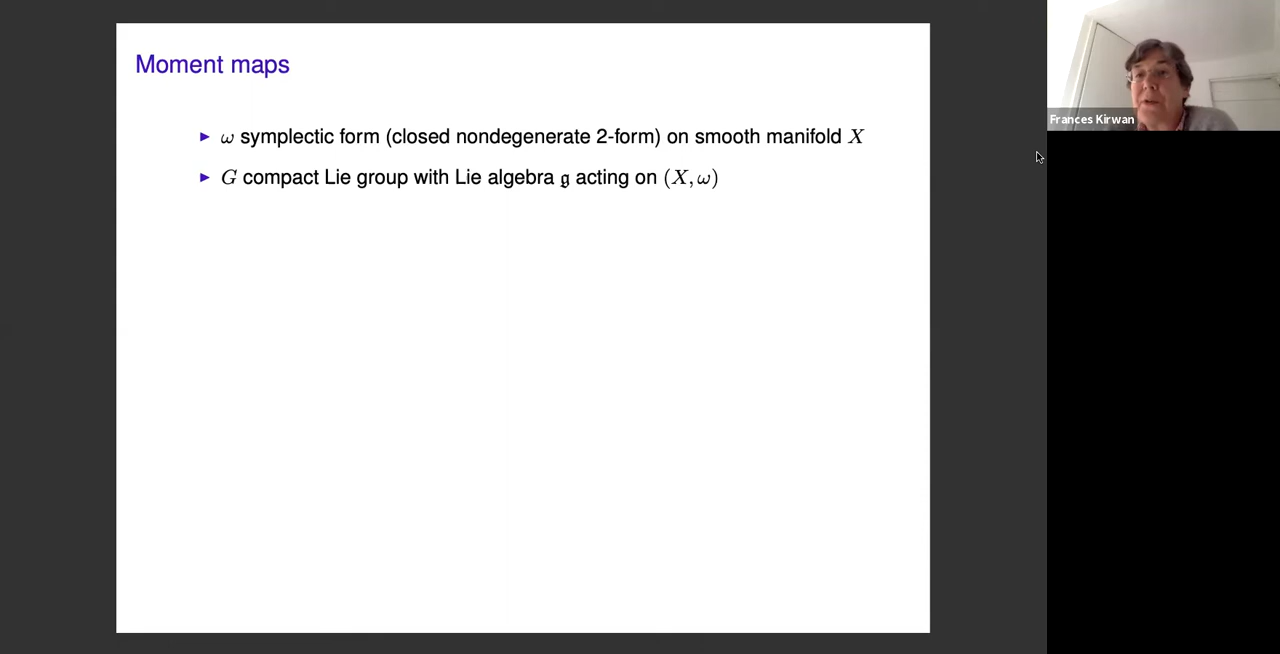 Moment maps
▶ ω symplectic form (closed nondegenerate 2-form) on smooth manifold X
▶ G compact Lie group with Lie algebra 𝔤 acting on (X, ω)
Frances Kirwan